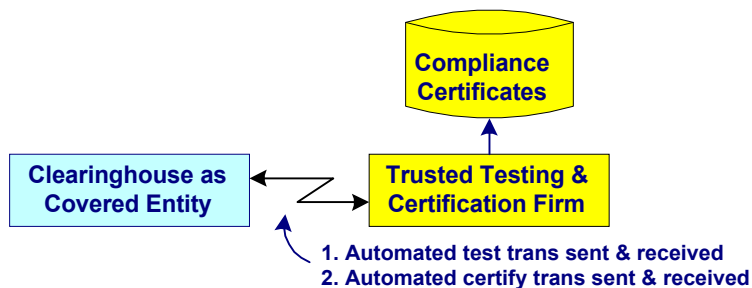 Compliance
Certificates
Clearinghouse as
Covered Entity
Trusted Testing &
Certification Firm
1. Automated test trans sent & received
2. Automated certify trans sent & received